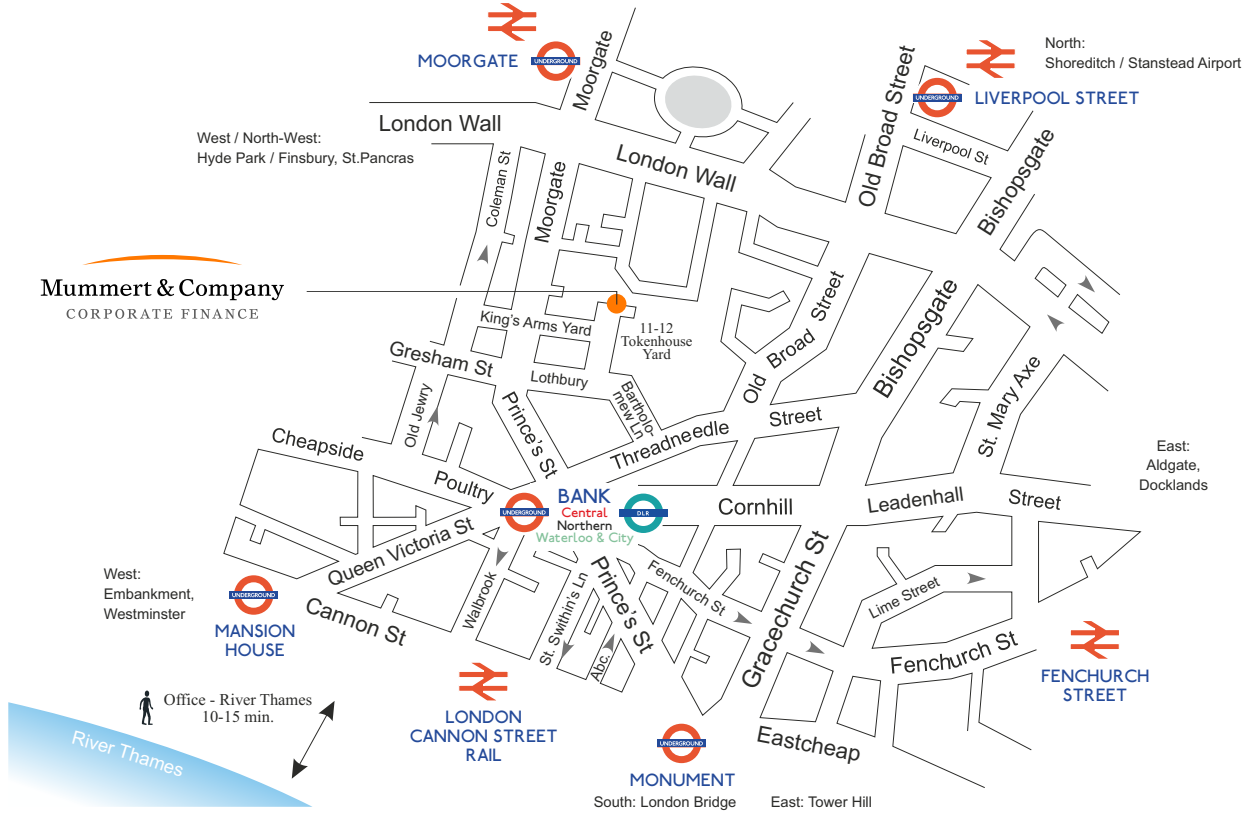 North:
Shoreditch / Stanstead Airport
MOORGATE
UNDERGROUND
Moorgate
Old Broad Street
UNDERGROUND
LIVERPOOL STREET
London Wall
West / North-West:
Hyde Park / Finsbury, St.Pancras
London Wall
Liverpool St
Bishopsgate
Coleman St
Moorgate
Mummert & Company
CORPORATE FINANCE
King's Arms Yard
11-12
Tokenhouse
Yard
Old Broad Street
Bishopsgate
Gresham St
Lothbury
Bartholo-
mew Ln
St. Mary Axe
Old Jewry
Prince's St
Threadneedle
Street
Cheapside
Poultry
East:
Aldgate,
Docklands
BANK
Central
Northern
Waterloo & City
UNDERGROUND
DLR
Cornhill
Leadenhall
Street
Queen Victoria St
West:
Embankment,
Westminster
UNDERGROUND
MANSION
HOUSE
Cannon St
Walbrook
St. Swithin's Ln
Abc.
Prince's St
Fenchurch St
Gracechurch St
Lime Street
Fenchurch St
FENCHURCH
STREET
Office - River Thames
10-15 min.
River Thames
LONDON
CANNON STREET
RAIL
UNDERGROUND
MONUMENT
Eastcheap
South: London Bridge
East: Tower Hill